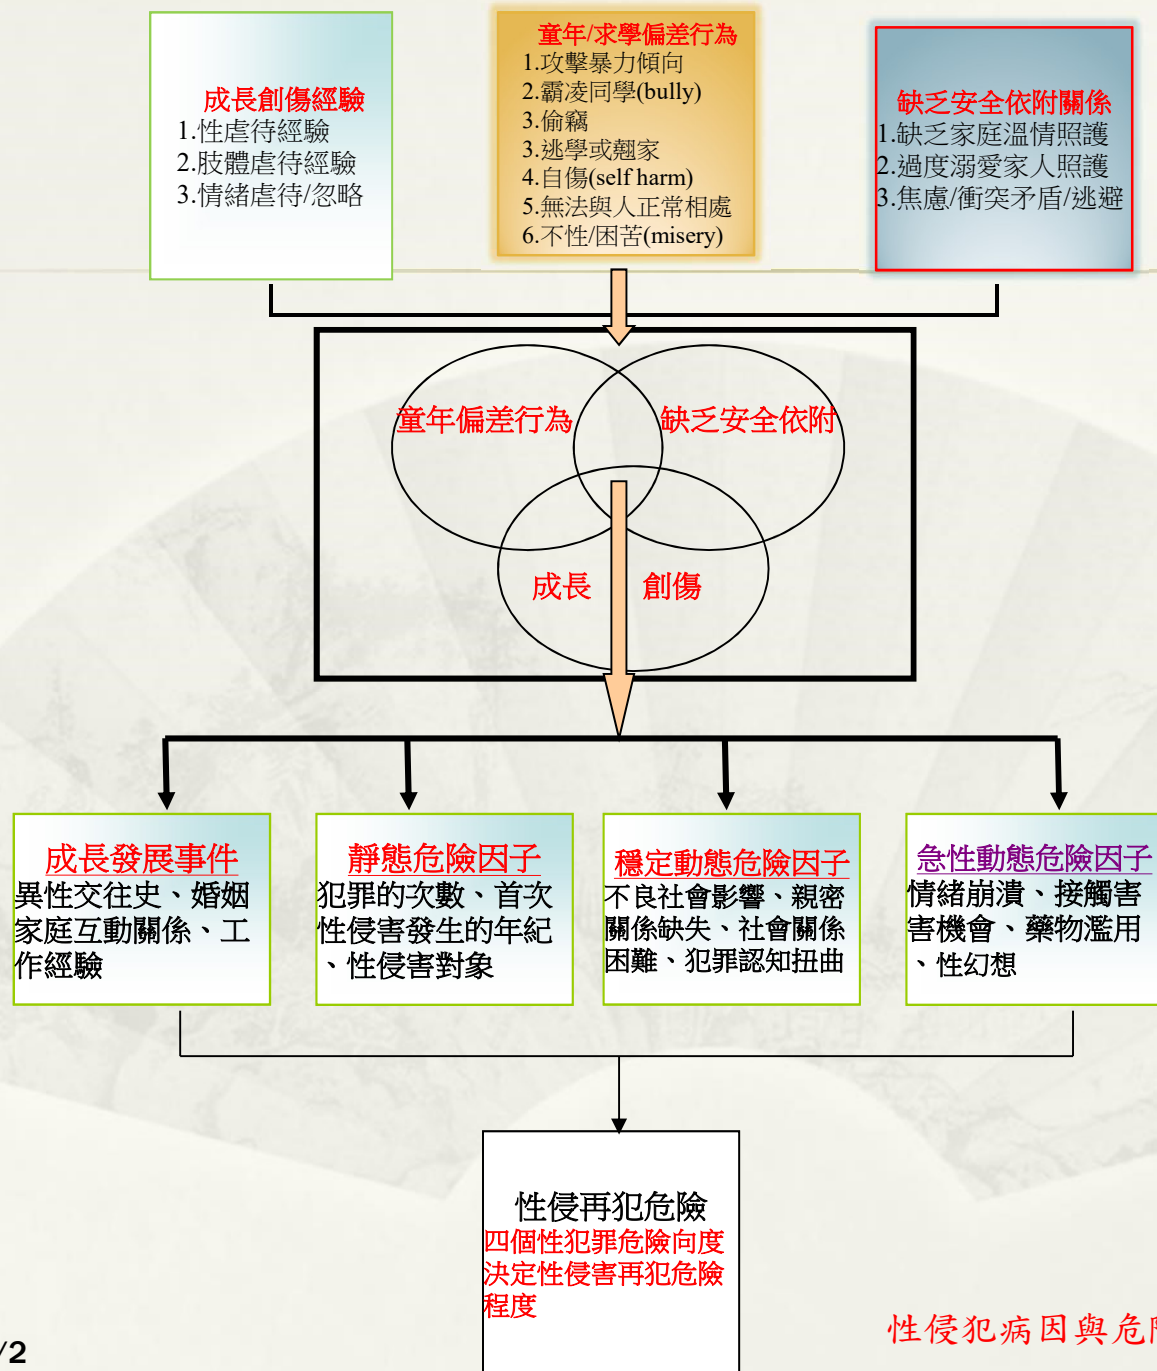 成長創傷經驗
1.性虐待經驗
2.肢體虐待經驗
3.情緒虐待/忽略
童年/求學偏差行為
1.攻擊暴力傾向
2.霸凌同學(bully)
3.偷竊
3.逃學或翹家
4.自傷(self harm)
5.無法與人正常相處
6.不性/困苦(misery)
缺乏安全依附關係
1.缺乏家庭溫情照護
2.過度溺愛家人照護
3.焦慮/衝突矛盾/逃避
童年偏差行為
缺乏安全依附
成長 創傷
成長發展事件
異性交往史、婚姻
家庭互動關係、工
作經驗
靜態危險因子
犯罪的次數、首次
性侵害發生的年紀
、性侵害對象
穩定動態危險因子
不良社會影響、親密
關係缺失、社會關係
困難、犯罪認知扭曲
急性動態危險因子
情緒崩潰、接觸害
害機會、藥物濫用
、性幻想
性侵再犯危險
四個性犯罪危險向度
決定性侵害再犯危險
程度
性侵犯病因與危
/2